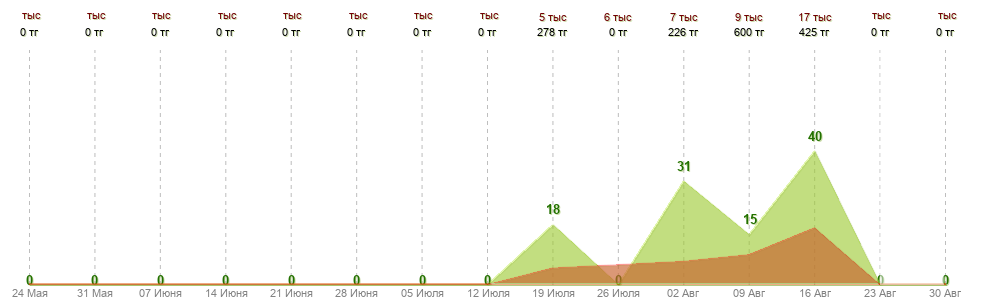 тыс тыс тыс тыс тыс тыс тыс тыс 5 тыс 6 тыс 7 тыс 9 тыс 17 тыс тыс тыс
0 тг 0 тг 0 тг 0 тг 0 тг 0 тг 0 тг 0 тг 278 тг 0 тг 226 тг 600 тг 425 тг 0 тг 0 тг
40
31
18
15
0 0 0 0 0 0 0 0 0 0 0
24 Мая 31 Мая 07 Июня 14 Июня 21 Июня 28 Июня 05 Июля 12 Июля 19 Июля 26 Июля 02 Авг 09 Авг 16 Авг 23 Авг 30 Авг